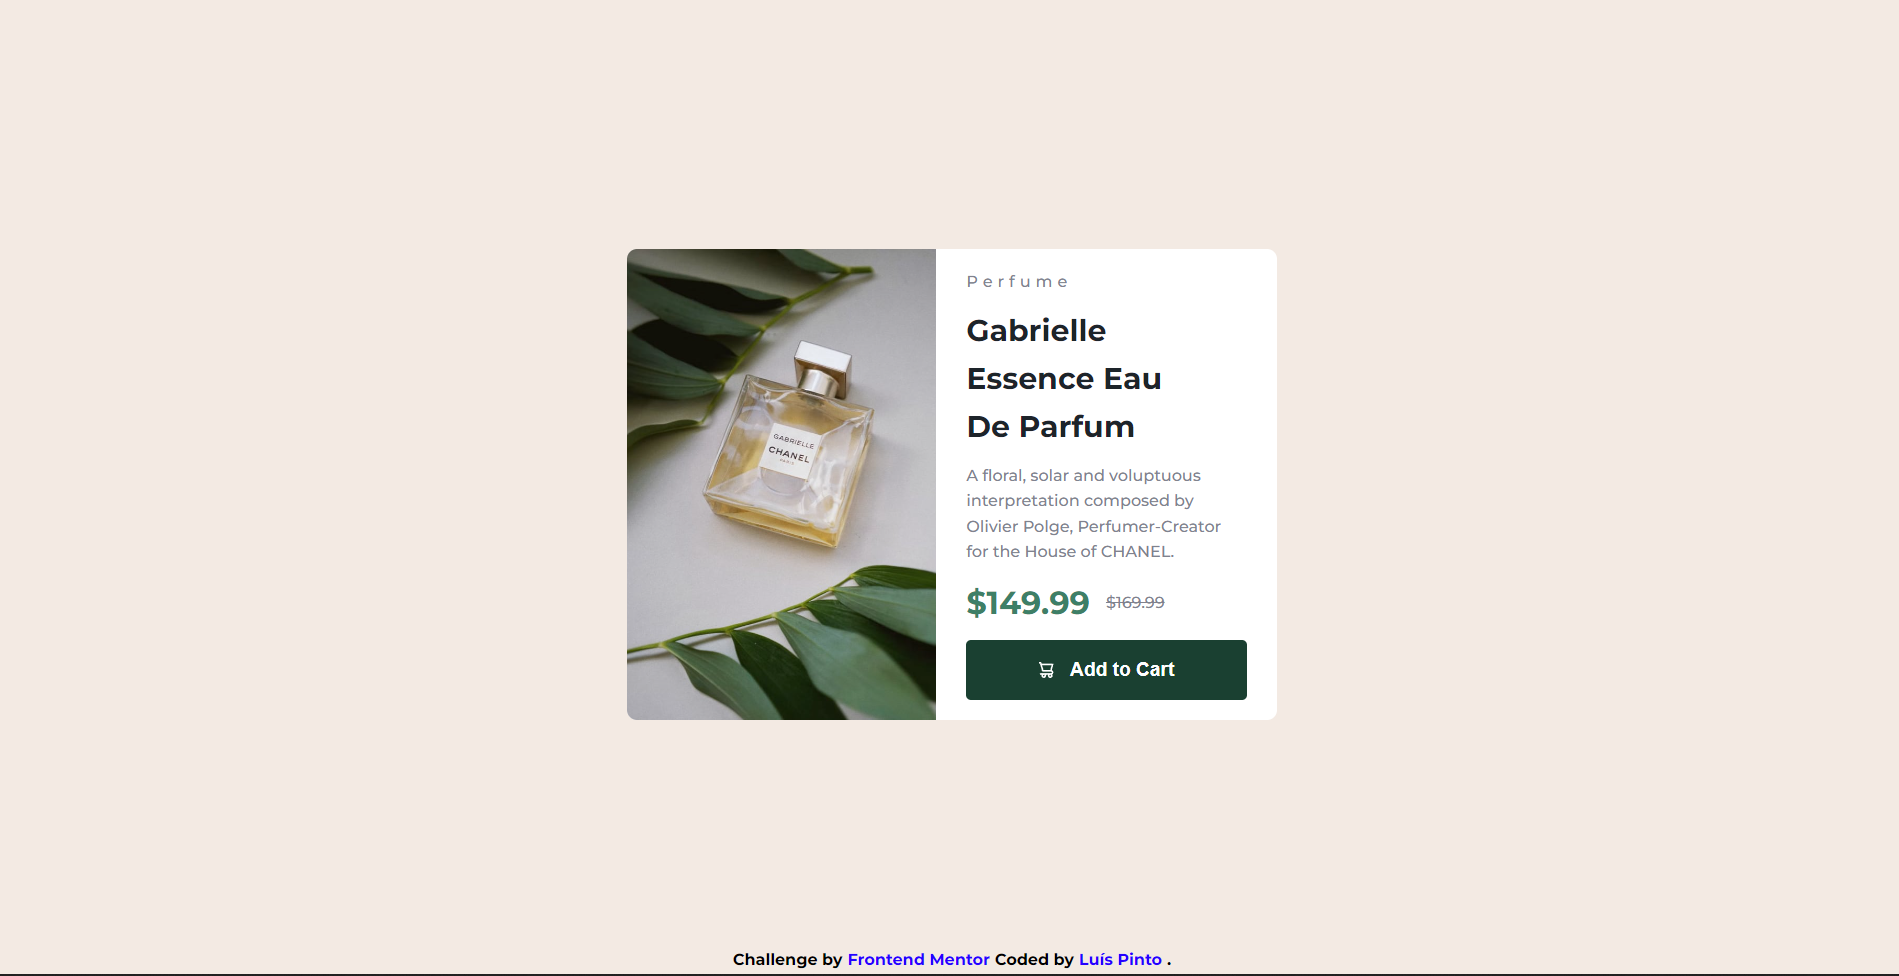 Perfume
Gabrielle
Essence Eau
De Parfum
A floral, solar and voluptuous
interpretation composed by
Olivier Polge, Perfumer-Creator
for the House of CHANEL.
$149.99 $169.99
Add to Cart
GABRIELLE
CHANEL
PARIS
Challenge by Frontend Mentor Coded by Luís Pinto .